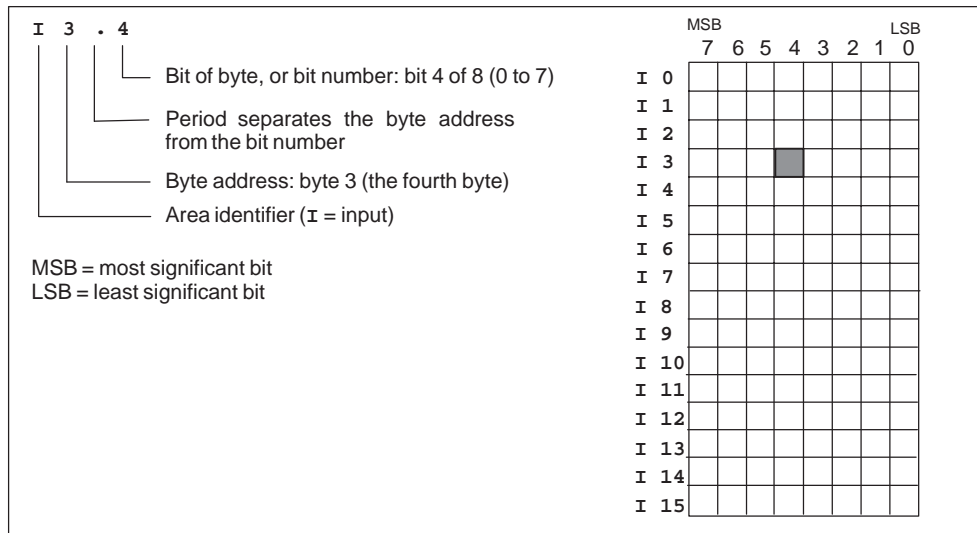 I 3 . 4
Bit of byte, or bit number: bit 4 of 8 (0 to 7)
Period separates the byte address
from the bit number
Byte address: byte 3 (the fourth byte)
Area identifier (I = input)
MSB = most significant bit
LSB = least significant bit
MSB LSB
7 6 5 4 3 2 1 0
I 0
I 1
I 2
I 3
I 4
I 5
I 6
I 7
I 8
I 9
I 10
I 11
I 12
I 13
I 14
I 15